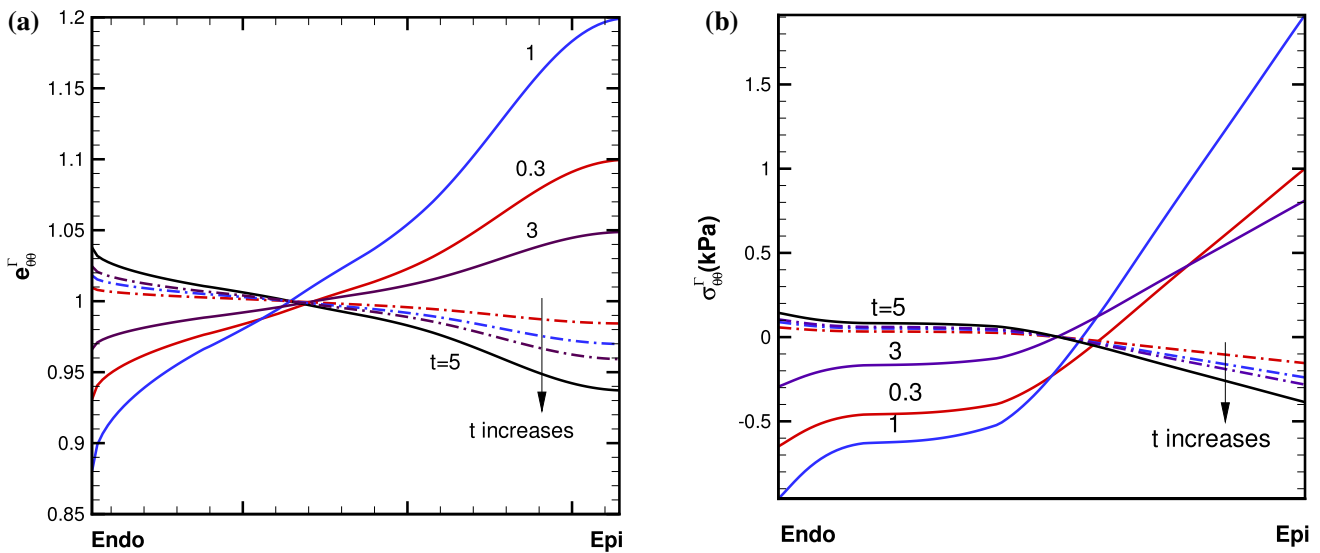 (a)
1.2
1.15
1.1
1.05
1
0.95
0.9
0.85
e^Γ_θθ
1
0.3
3
t=5
t increases
Endo
Epi
(b)
1.5
1
0.5
0
-0.5
σ^Γ_θθ(kPa)
t=5
3
0.3
1
t increases
Endo
Epi